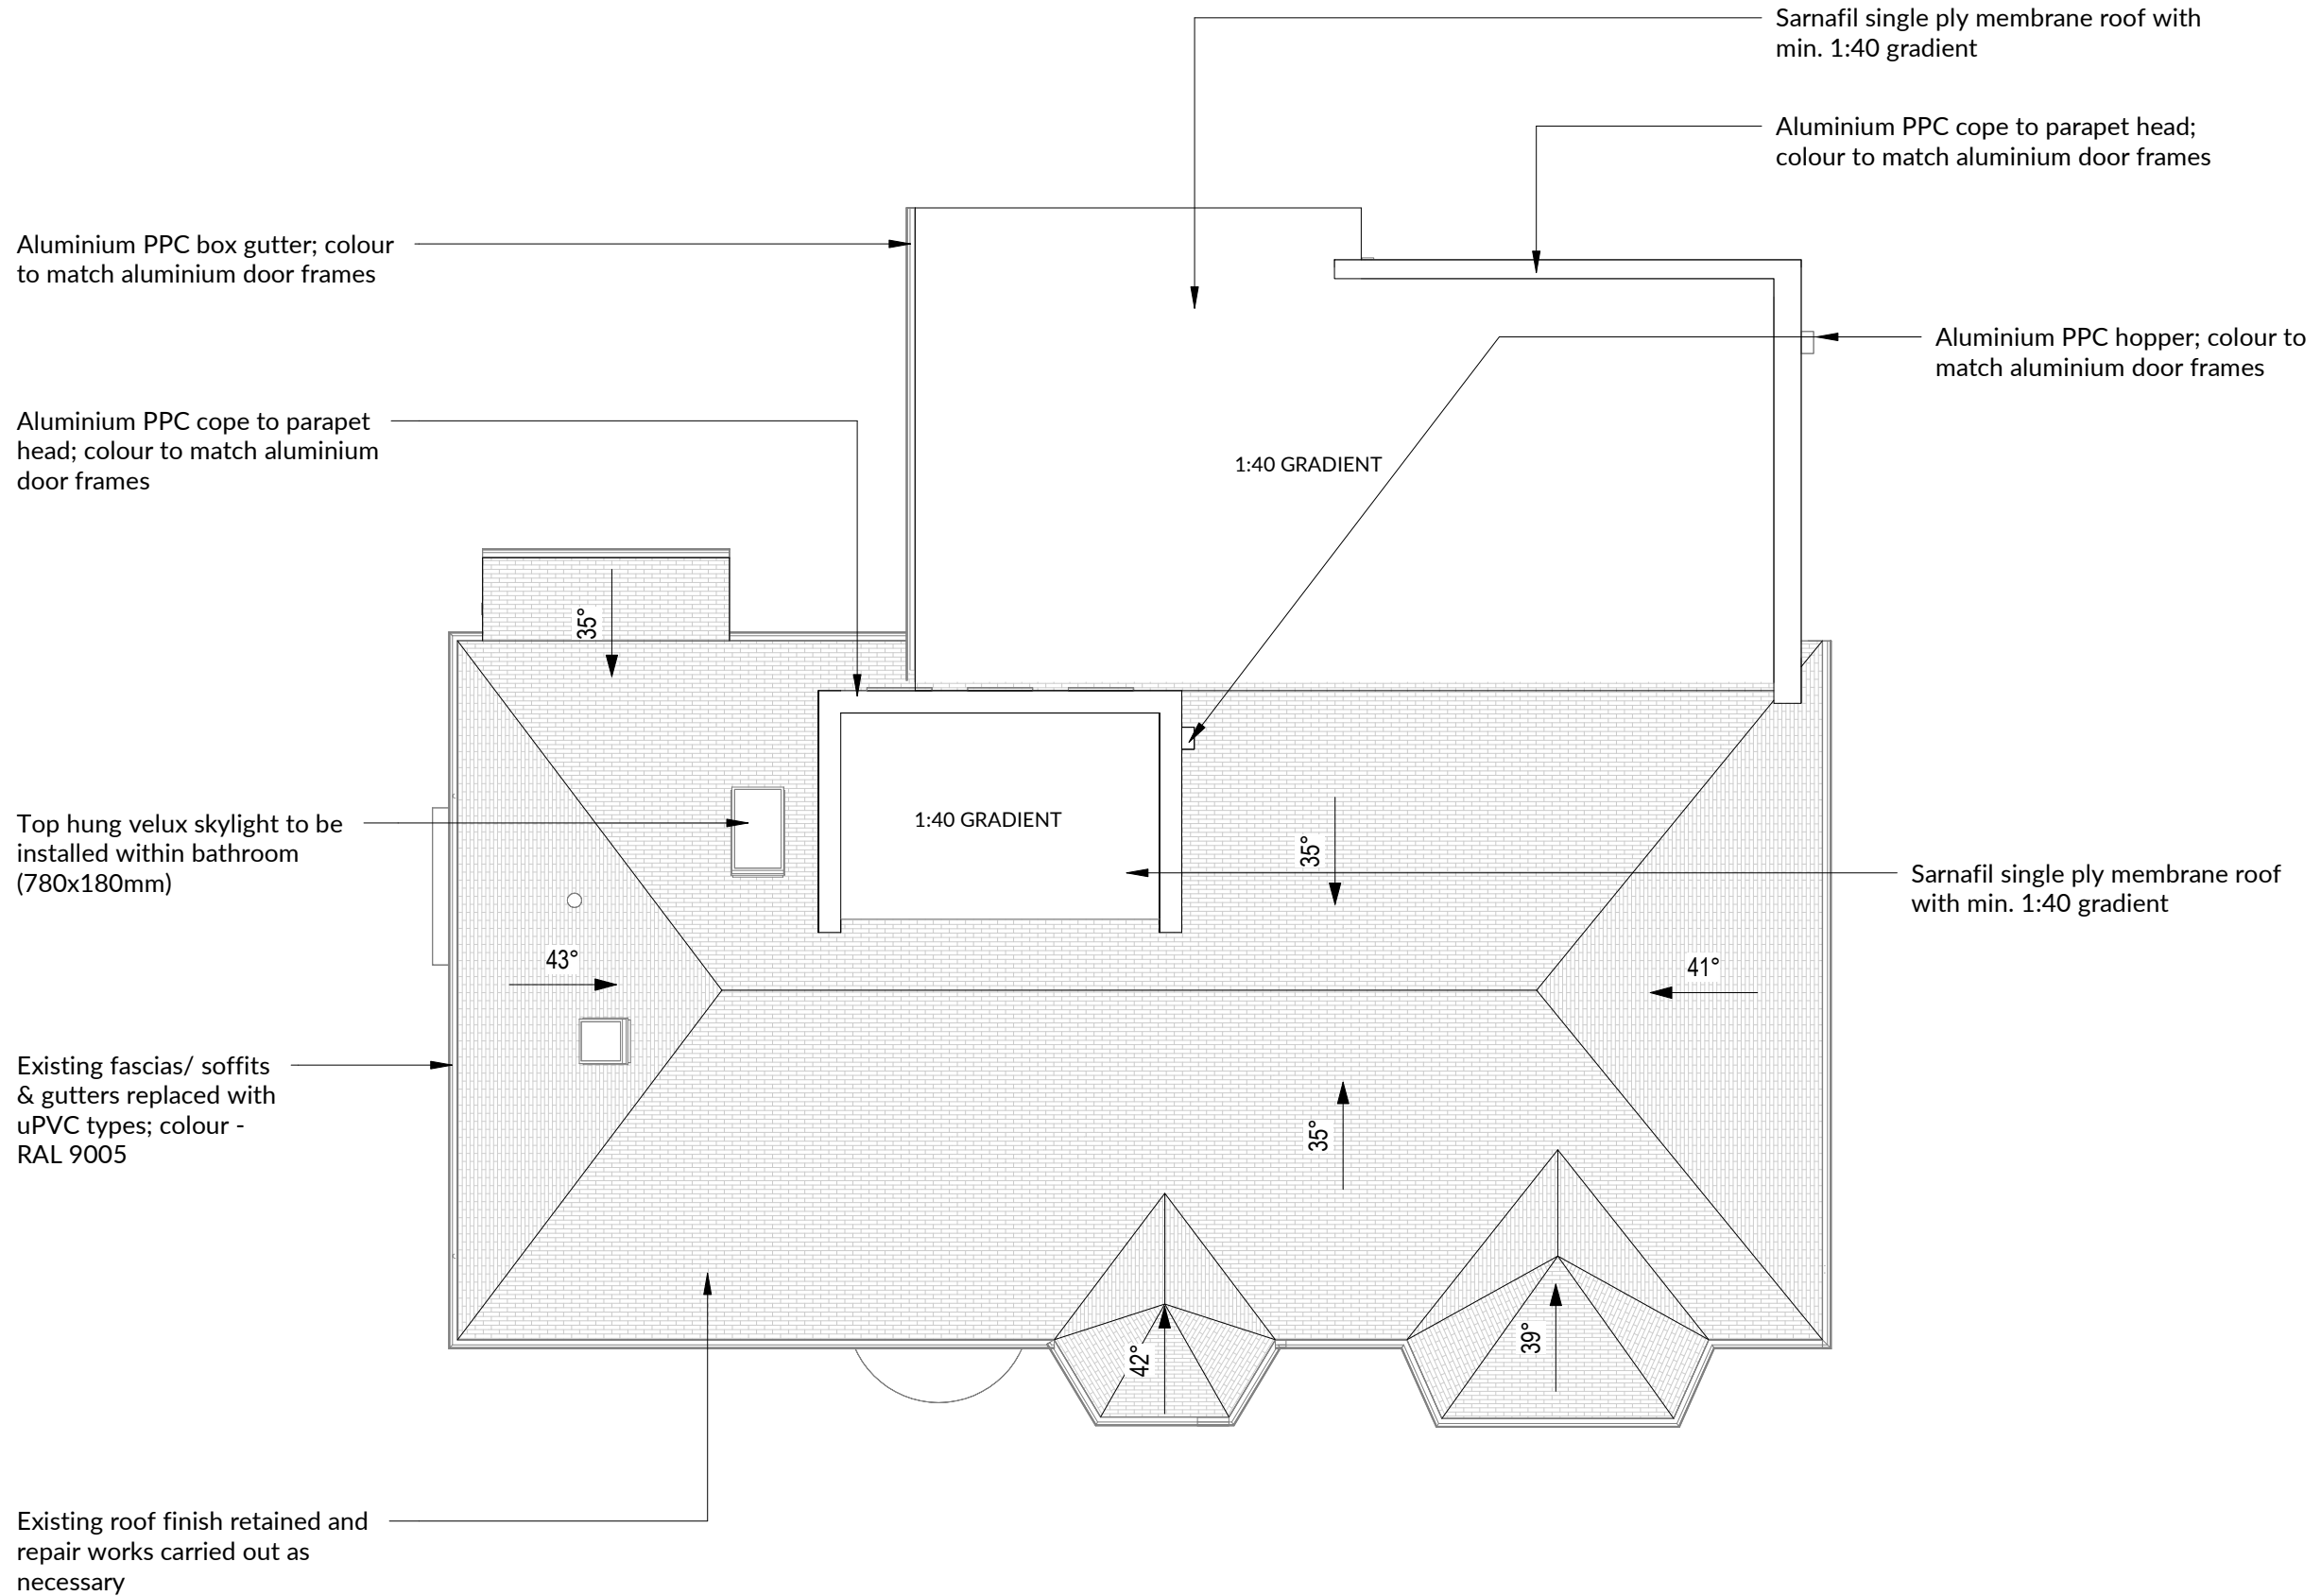 Sarnafil single ply membrane roof with
min. 1:40 gradient
Aluminium PPC cope to parapet head;
colour to match aluminium door frames
Aluminium PPC box gutter; colour
to match aluminium door frames
Aluminium PPC hopper; colour to
match aluminium door frames
Aluminium PPC cope to parapet
head; colour to match aluminium
door frames
1:40 GRADIENT
35°
Top hung velux skylight to be
installed within bathroom
(780x180mm)
1:40 GRADIENT
35°
Sarnafil single ply membrane roof
with min. 1:40 gradient
43°
41°
Existing fascias/ soffits
& gutters replaced with
uPVC types; colour -
RAL 9005
35°
42°
39°
Existing roof finish retained and
repair works carried out as
necessary